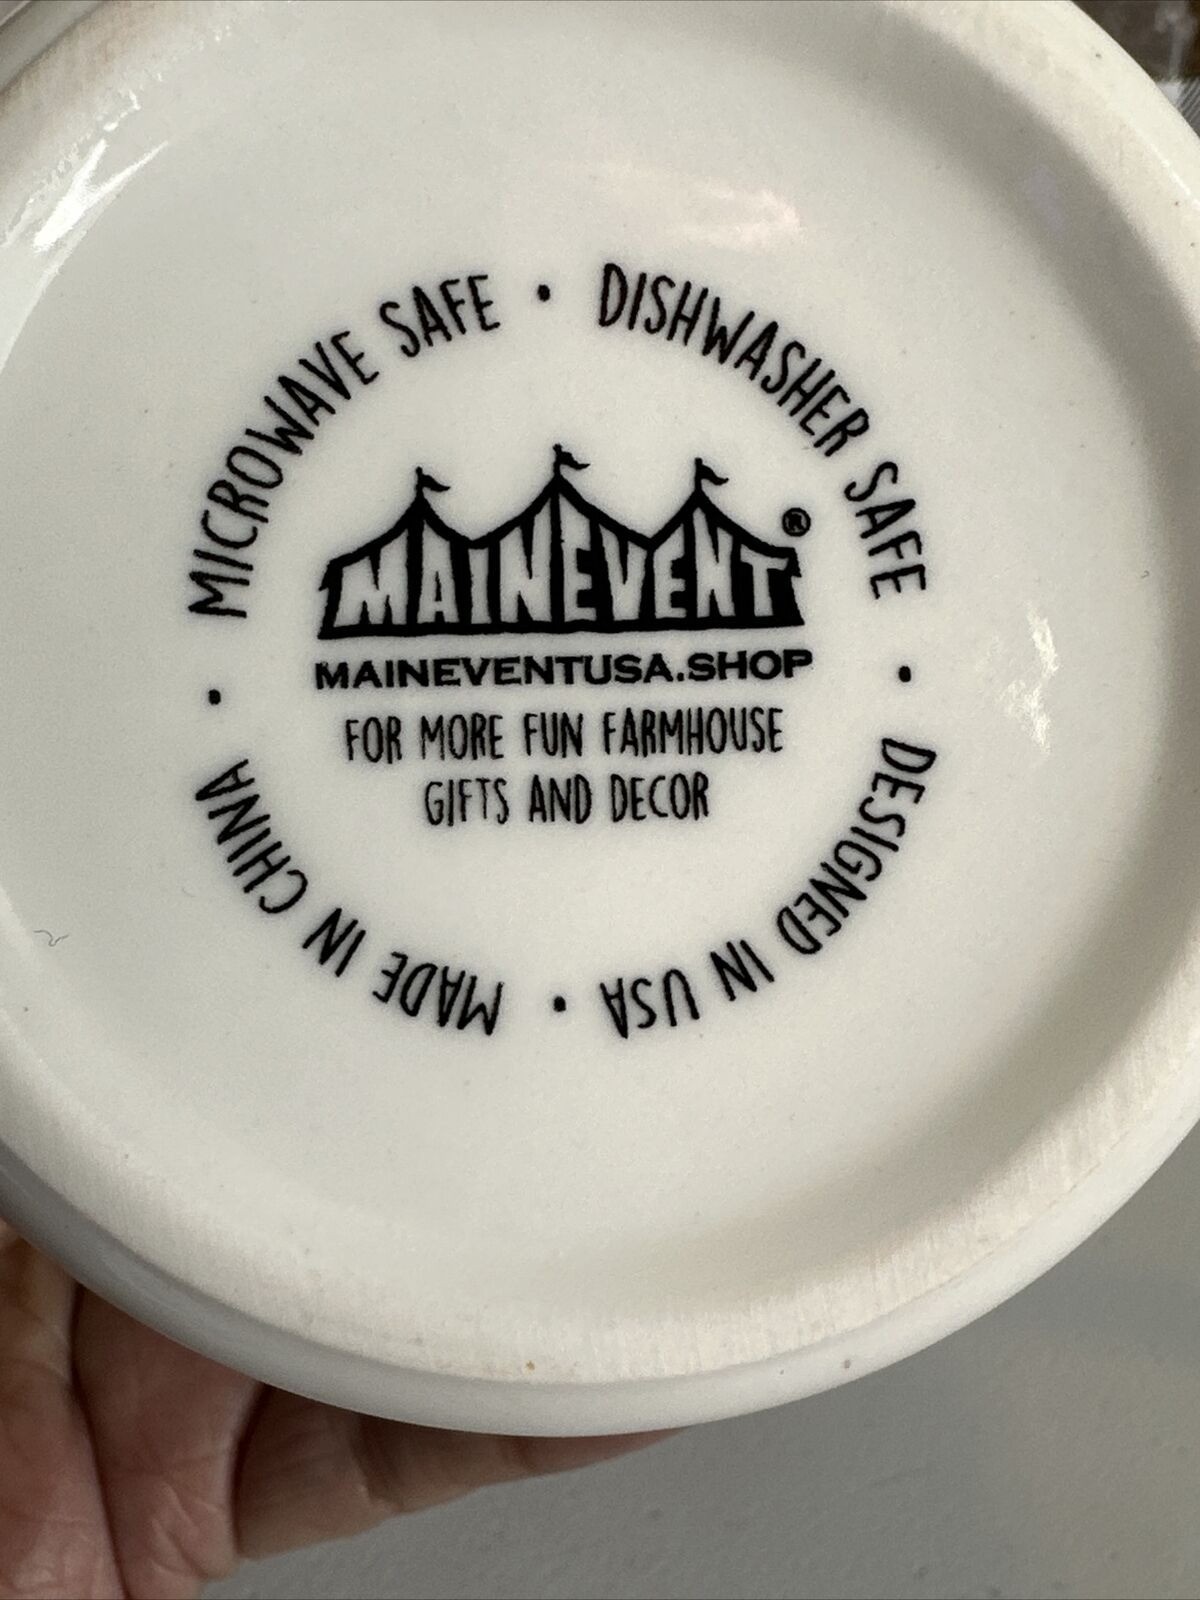 MICROWAVE SAFE • DISHWASHER SAFE • DESIGNED IN USA • MADE IN CHINA •
MAINEVENT®
MAINEVENTUSA.SHOP
FOR MORE FUN FARMHOUSE
GIFTS AND DECOR